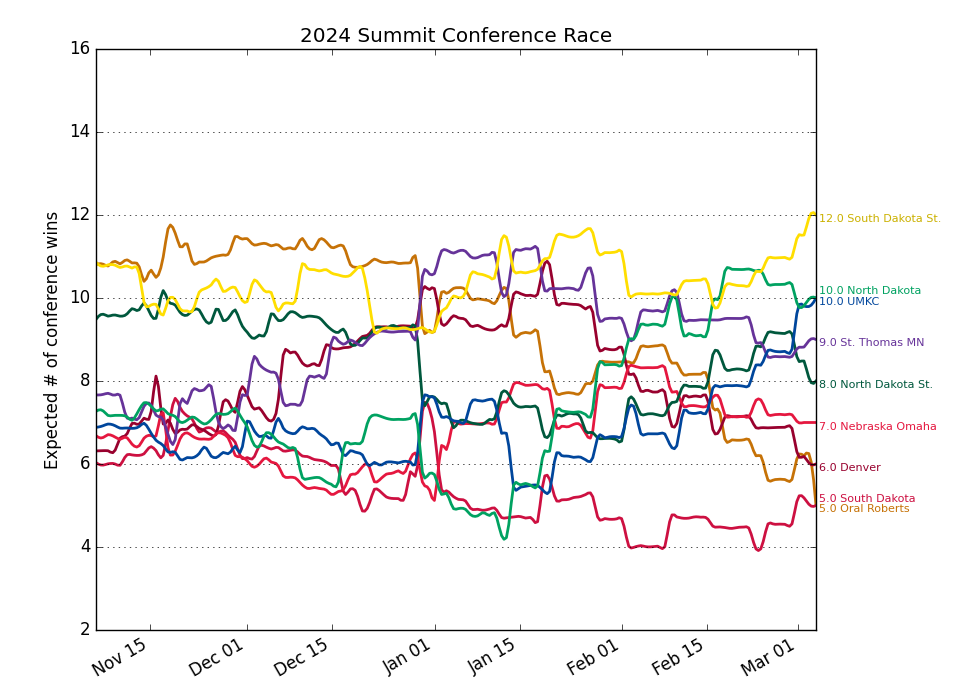 2024 Summit Conference Race
Expected # of conference wins
16
14
12
10
8
6
4
2
Nov 15
Dec 01
Dec 15
Jan 01
Jan 15
Feb 01
Feb 15
Mar 01
12.0 South Dakota St.
10.0 North Dakota
10.0 UMKC
9.0 St. Thomas MN
8.0 North Dakota St.
7.0 Nebraska Omaha
6.0 Denver
5.0 South Dakota
5.0 Oral Roberts